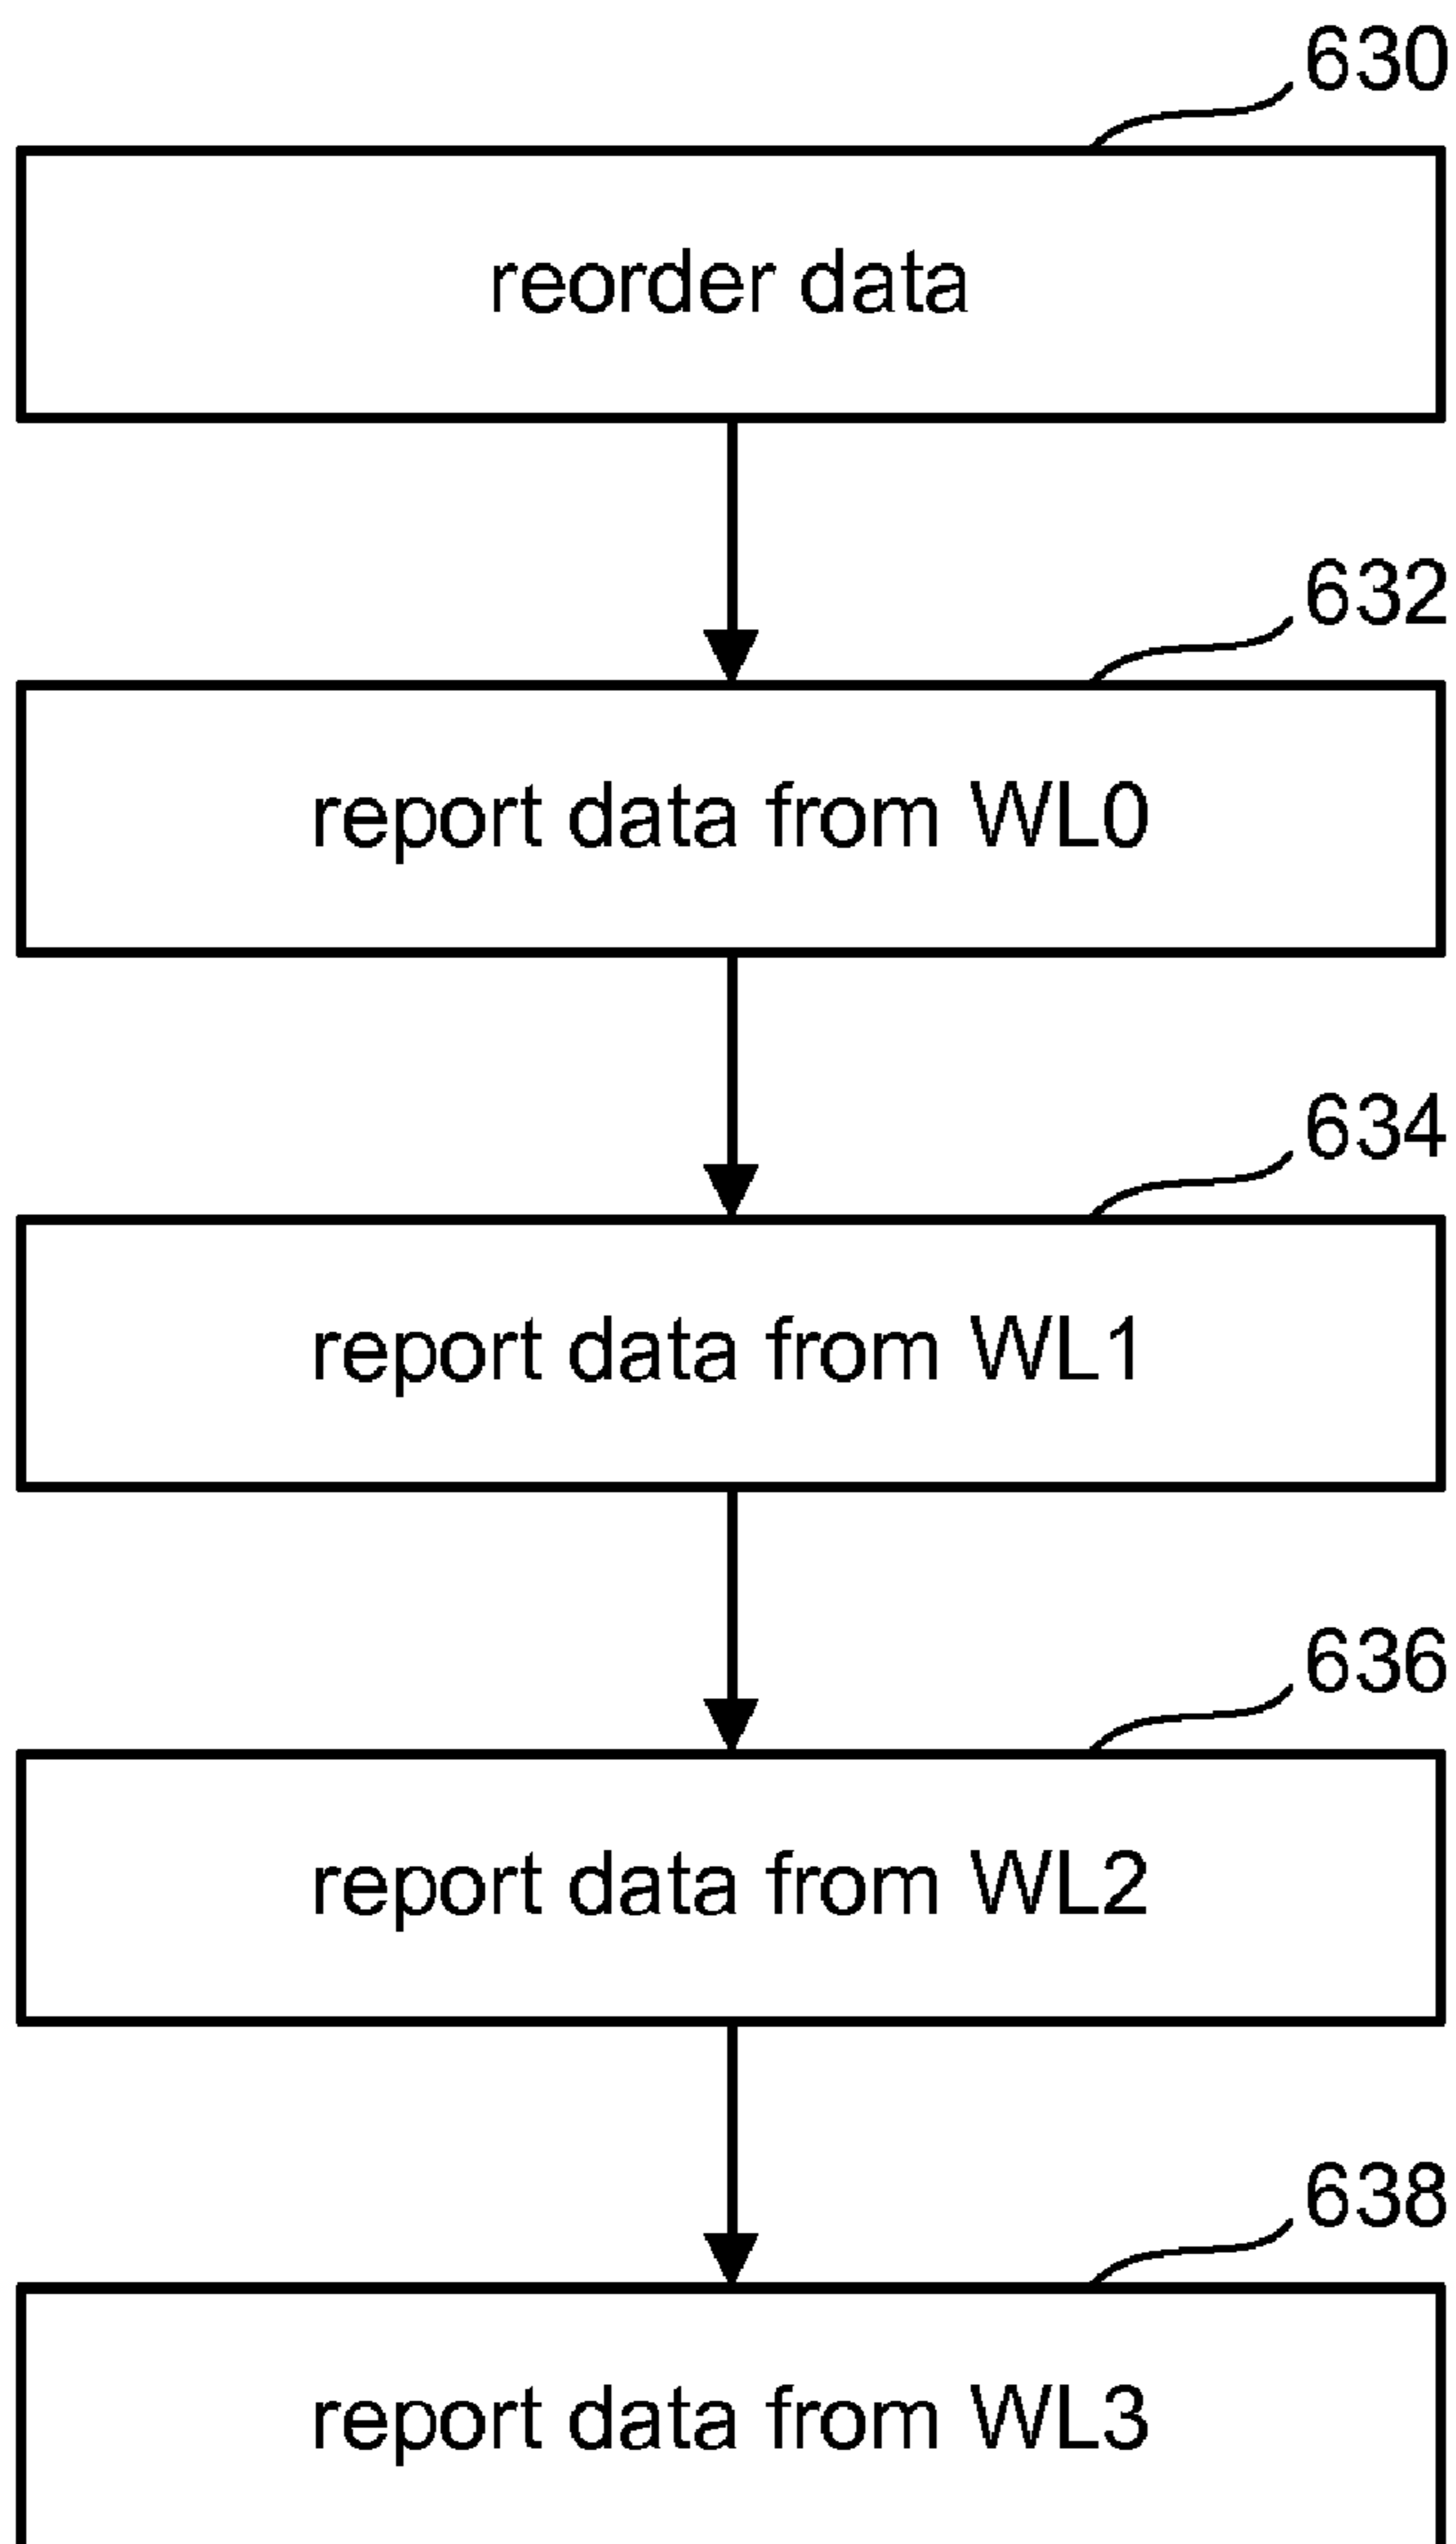 630
reorder data
632
report data from WL0
634
report data from WL1
636
report data from WL2
638
report data from WL3